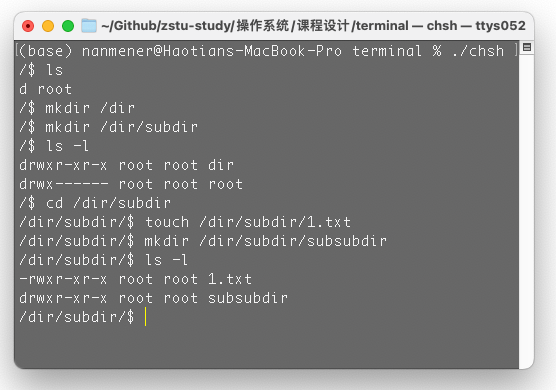 ~/Github/zstu-study/操作系统/课程设计/terminal — chsh — ttys052
[(base) nanmener@Haotians-MacBook-Pro terminal % ./chsh ]
/$ ls
d root
/$ mkdir /dir
/$ mkdir /dir/subdir
/$ ls -l
drwxr-xr-x root root dir
drwx------ root root root
/$ cd /dir/subdir
/dir/subdir/$ touch /dir/subdir/1.txt
/dir/subdir/$ mkdir /dir/subdir/subsubdir
/dir/subdir/$ ls -l
-rwxr-xr-x root root 1.txt
drwxr-xr-x root root subsubdir
/dir/subdir/$